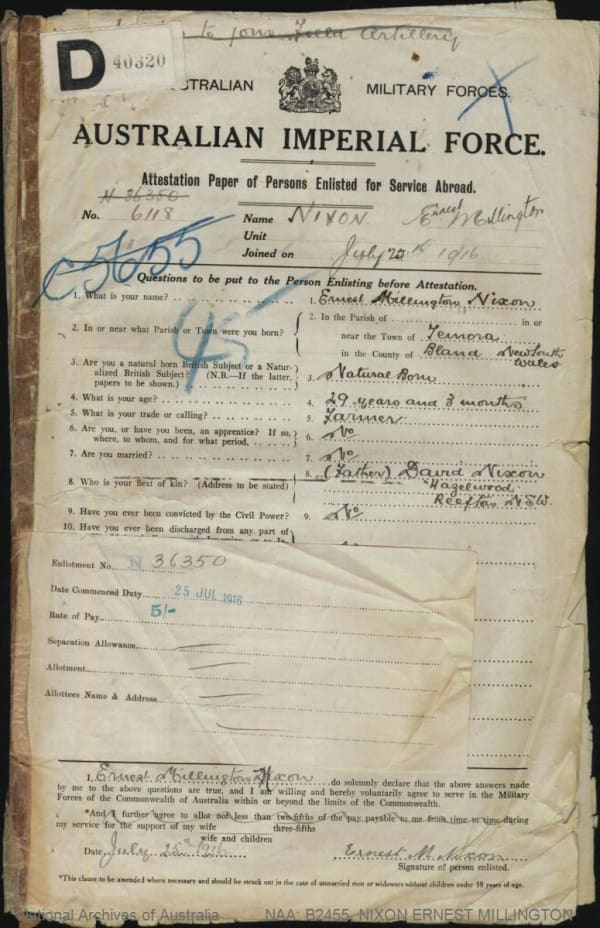 to join Field Artillery
D 40320
AUSTRALIAN MILITARY FORCES.
AUSTRALIAN IMPERIAL FORCE.
Attestation Paper of Persons Enlisted for Service Abroad.
N 36350
No. 6118
Name NIXON Ernest Millington
Unit
Joined on July 25th 1916
C5655
45
Questions to be put to the Person Enlisting before Attestation.
1. What is your name? 1. Ernest Millington Nixon
2. In or near what Parish or Town were you born? 2. In the Parish of in or
near the Town of Temora
in the County of Bland New South Wales
3. Are you a natural born British Subject or a Natur-
alized British Subject? (N.B.—If the latter,
papers to be shown.) 3. Natural Born
4. What is your age? 4. 29 years and 3 months
5. What is your trade or calling? 5. Farmer
6. Are you, or have you been, an apprentice? If so,
where, to whom, and for what period, 6. No
7. Are you married? 7. No
8. Who is your next of kin? (Address to be stated) 8. (Father) David Nixon
"Hazelwood"
Reefton N.S.W.
9. Have you ever been convicted by the Civil Power? 9. No
10. Have you ever been discharged from any part of
Enlistment No. N 36350
Date Commenced Duty 25 JUL 1916
Rate of Pay 5/-
Separation Allowance
Allotment
Allottees Name & Address
I, Ernest Millington Nixon do solemnly declare that the above answers made
by me to the above questions are true, and I am willing and hereby voluntarily agree to serve in the Military
Forces of the Commonwealth of Australia within or beyond the limits of the Commonwealth.
*And I further agree to allot not less than two-fifths of the pay payable to me from time to time during
three-fifths
my service for the support of my wife
wife and children
Date July 25th 1916 Ernest M. Nixon
Signature of person enlisted.
*This clause to be amended where necessary and should be struck out in the case of unmarried men or widowers without children under 18 years of age.
National Archives of Australia NAA: B2455, NIXON ERNEST MILLINGTON